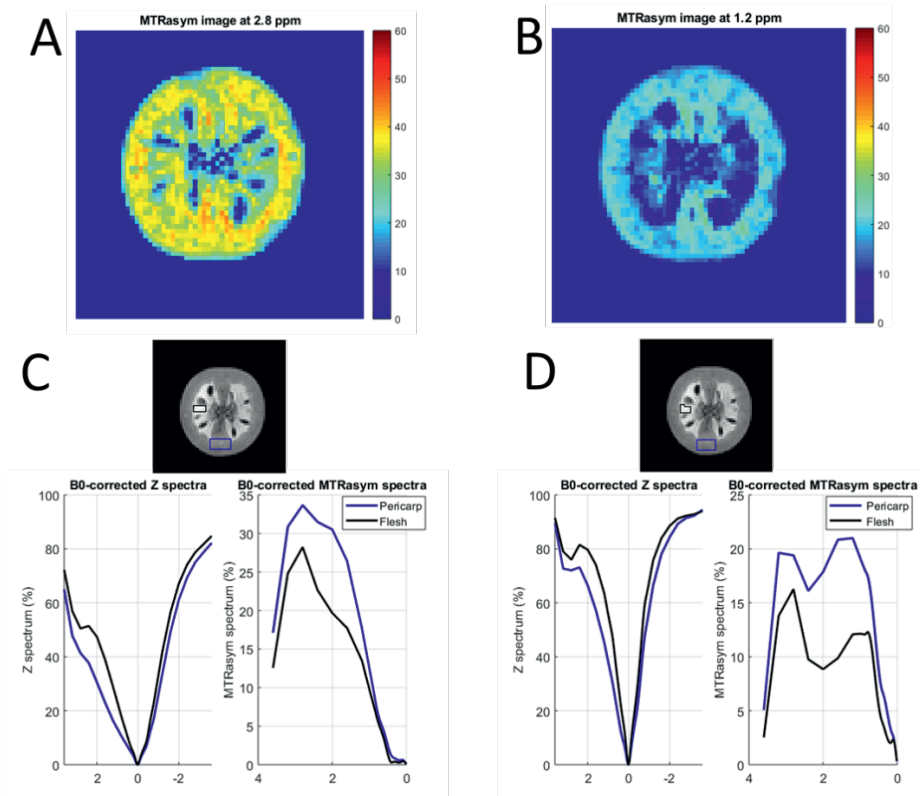 A
MTRasym image at 2.8 ppm
60
50
40
30
20
10
0
B
MTRasym image at 1.2 ppm
60
50
40
30
20
10
0
C
B0-corrected Z spectra
Z spectrum (%)
100
80
60
40
20
0
2
0
-2
B0-corrected MTRasym spectra
MTRasym spectrum (%)
35
30
25
20
15
10
5
0
4
2
0
Pericarp
Flesh
D
B0-corrected Z spectra
Z spectrum (%)
100
80
60
40
20
0
2
0
-2
B0-corrected MTRasym spectra
MTRasym spectrum (%)
25
20
15
10
5
0
4
2
0
Pericarp
Flesh